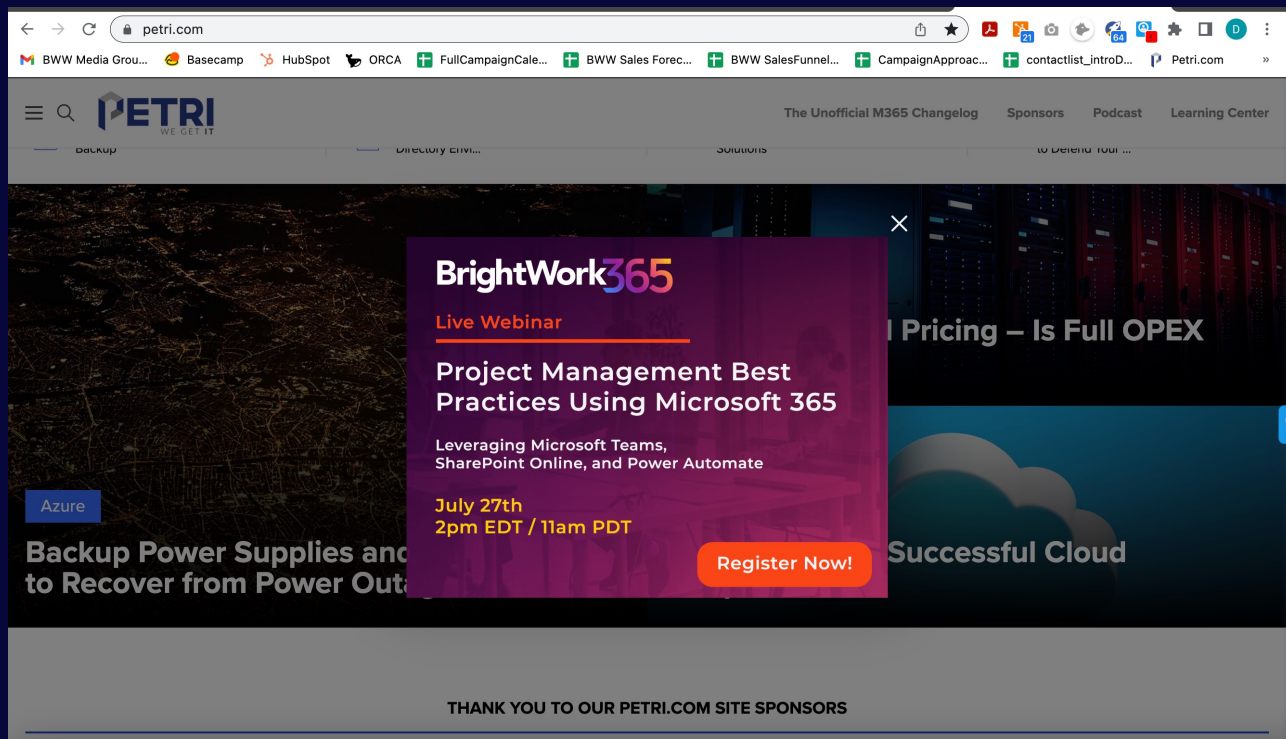 petri.com
21
64
D
BWW Media Grou...
Basecamp
HubSpot
ORCA
FullCampaignCale...
BWW Sales Forec...
BWW SalesFunnel...
CampaignApproac...
contactlist_introD...
Petri.com
»
PETRI
WE GET IT
The Unofficial M365 Changelog
Sponsors
Podcast
Learning Center
Backup
Directory Envi...
Solutions
to Defend Your ...
BrightWork365
Live Webinar
Project Management Best
Practices Using Microsoft 365
Leveraging Microsoft Teams,
SharePoint Online, and Power Automate
July 27th
2pm EDT / 11am PDT
Register Now!
Pricing – Is Full OPEX
Azure
Backup Power Supplies and
to Recover from Power
Successful Cloud
THANK YOU TO OUR PETRI.COM SITE SPONSORS